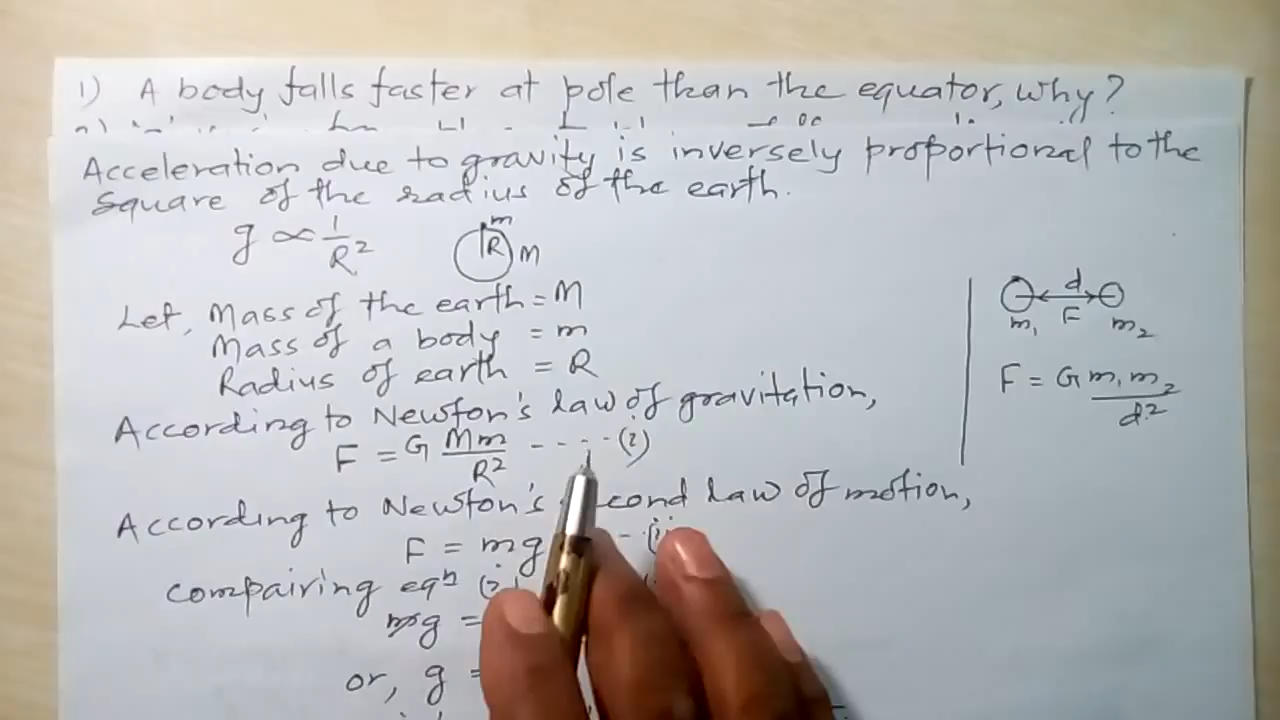 1) A body falls faster at pole than the equator, why?
Acceleration due to gravity is inversely proportional to the
square of the radius of the earth.
g ∝ 1/R²
m
R M
Let, Mass of the earth = M
Mass of a body = m
Radius of earth = R
According to Newton's law of gravitation,
F = G Mm/R² - - - - (i)
According to Newton's second law of motion,
F = mg
compairing eqⁿ (i)
mg =
or, g =
d
F
m₁ m₂
F = G m₁ m₂/d²